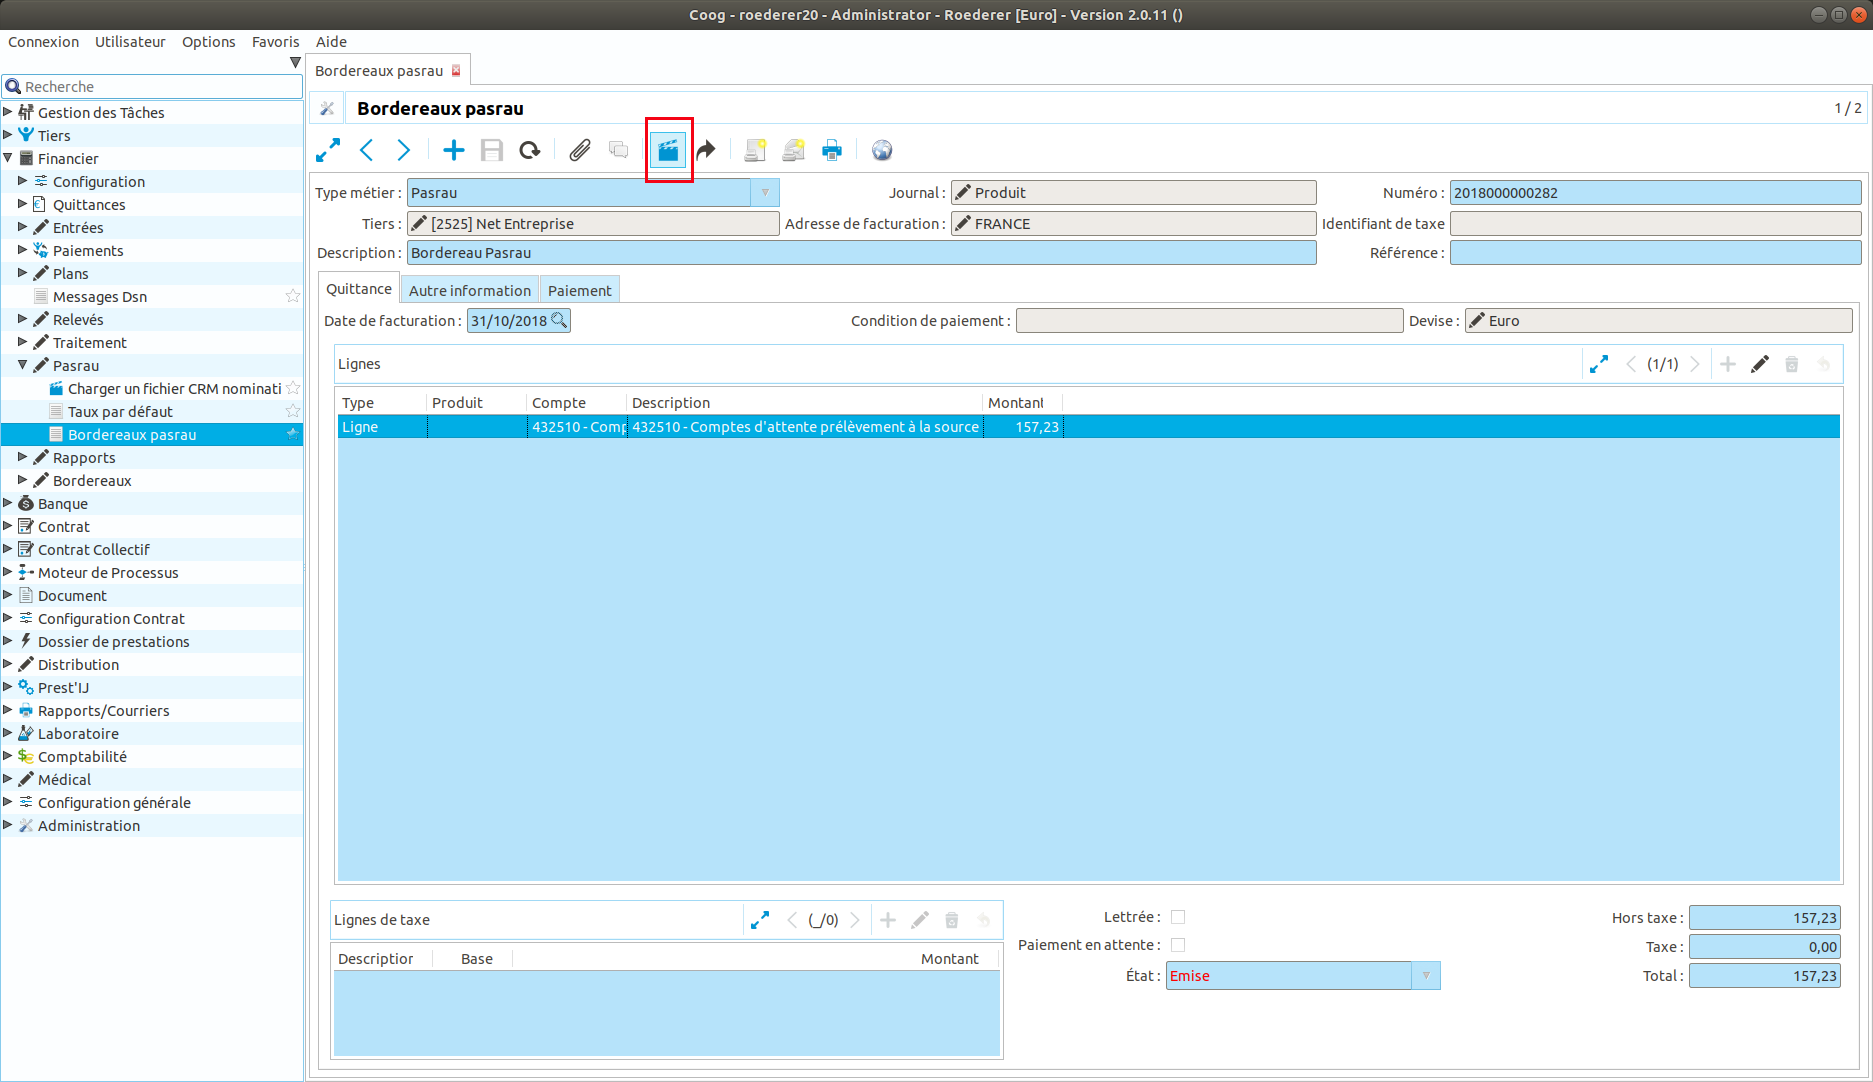 Coog - roederer20 - Administrator - Roederer [Euro] - Version 2.0.11 ()
Connexion Utilisateur Options Favoris Aide
Recherche
Gestion des Tâches
Tiers
Financier
Configuration
Quittances
Entrées
Paiements
Plans
Messages Dsn
Relevés
Traitement
Pasrau
Charger un fichier CRM nominati
Taux par défaut
Bordereaux pasrau
Rapports
Bordereaux
Banque
Contrat
Contrat Collectif
Moteur de Processus
Document
Configuration Contrat
Dossier de prestations
Distribution
Prest'IJ
Rapports/Courriers
Laboratoire
Comptabilité
Médical
Configuration générale
Administration
Bordereaux pasrau
Bordereaux pasrau 1 / 2
Type métier : Pasrau Journal : Produit Numéro : 2018000000282
Tiers : [2525] Net Entreprise Adresse de facturation : FRANCE Identifiant de taxe
Description : Bordereau Pasrau Référence :
Quittance Autre information Paiement
Date de facturation : 31/10/2018 Condition de paiement : Devise : Euro
Lignes (1/1)
Type Produit Compte Description Montant
Ligne 432510 - Comp 432510 - Comptes d'attente prélèvement à la source 157,23
Lignes de taxe (_/0)
Description Base Montant
Lettrée :
Paiement en attente :
État : Emise
Hors taxe : 157,23
Taxe : 0,00
Total : 157,23